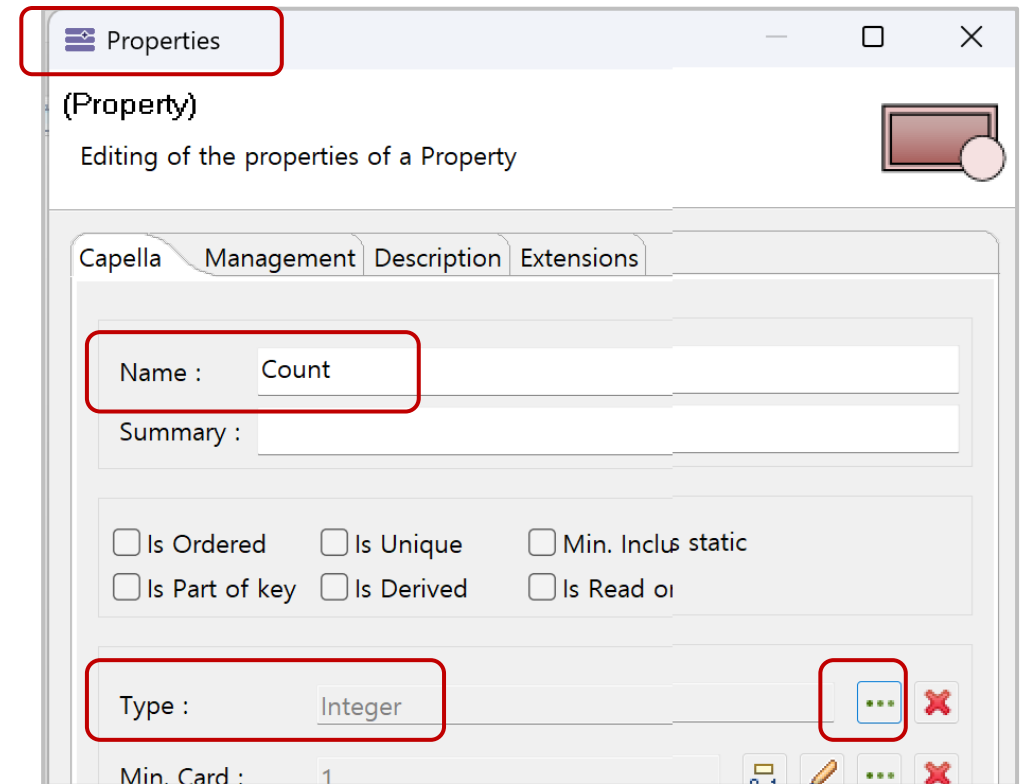 Properties
(Property)
Editing of the properties of a Property
Capella Management Description Extensions
Name : Count
Summary :
Is Ordered Is Unique Min. Inclu s static
Is Part of key Is Derived Is Read or
Type : Integer
Min. Card : 1